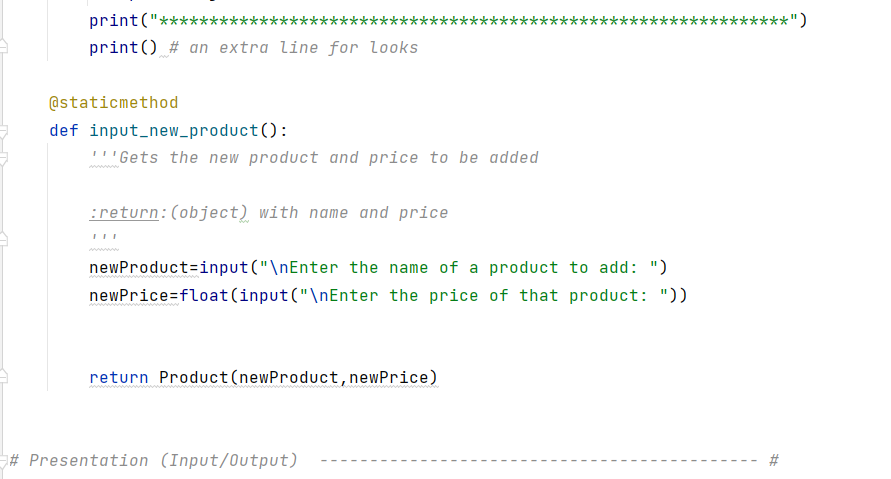 print("***************************************************************")
print() # an extra line for looks
@staticmethod
def input_new_product():
'''Gets the new product and price to be added
:return:(object) with name and price
'''
newProduct=input("\nEnter the name of a product to add: ")
newPrice=float(input("\nEnter the price of that product: "))
return Product(newProduct,newPrice)
# Presentation (Input/Output)  -------------------------------------------- #